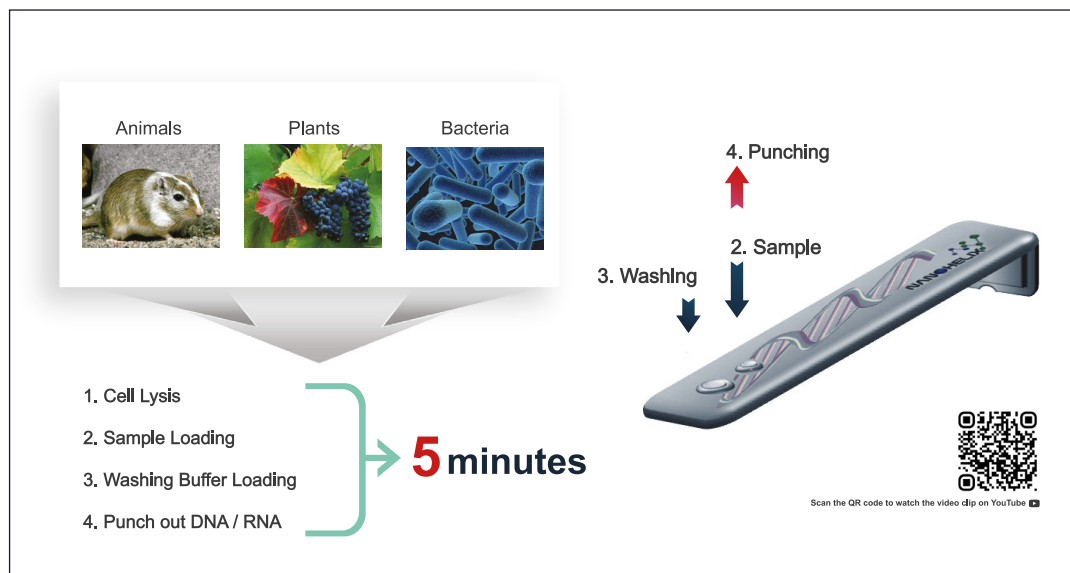 Animals
Plants
Bacteria
1. Cell Lysis
2. Sample Loading
3. Washing Buffer Loading
4. Punch out DNA / RNA
5 minutes
4. Punching
2. Sample
3. Washing
NANOHELIX
Scan the QR code to watch the video clip on YouTube